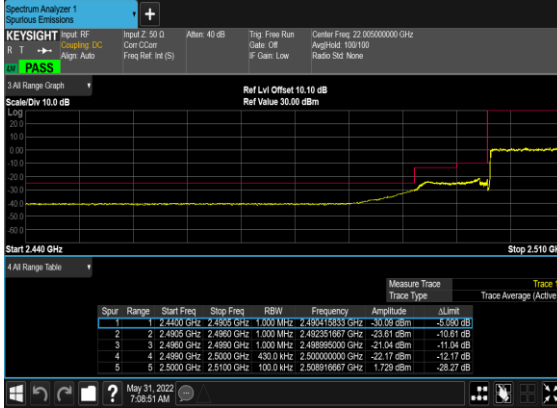 Spectrum Analyzer 1
Spurious Emissions
+
KEYSIGHT Input: RF Input Z: 50 Ω Atten: 40 dB Trig: Free Run Center Freq: 22.005000000 GHz
R T Coupling: DC Corr CCorr Gate: Off Avg|Hold: 100/100
Align: Auto Freq Ref: Int (S) IF Gain: Low Radio Std: None
PASS
3 All Range Graph
Ref Lvl Offset 10.10 dB
Scale/Div 10.0 dB Ref Value 30.00 dBm
Log
20.0
10.0
0.00
-10.0
-20.0
-30.0
-40.0
-50.0
-60.0
Start 2.440 GHz Stop 2.510 GH
4 All Range Table
Measure Trace Trace 1
Trace Type Trace Average (Active
Spur Range Start Freq Stop Freq RBW Frequency Amplitude ΔLimit
1 1 2.4400 GHz 2.4905 GHz 1.000 MHz 2.490415833 GHz -30.09 dBm -5.090 dB
2 2 2.4905 GHz 2.4960 GHz 1.000 MHz 2.492351667 GHz -23.61 dBm -10.61 dB
3 3 2.4960 GHz 2.4990 GHz 1.000 MHz 2.498995000 GHz -21.04 dBm -11.04 dB
4 4 2.4990 GHz 2.5000 GHz 430.0 kHz 2.500000000 GHz -22.17 dBm -12.17 dB
5 5 2.5000 GHz 2.5100 GHz 100.0 kHz 2.508916667 GHz 1.729 dBm -28.27 dB
? May 31, 2022
7:08:51 AM